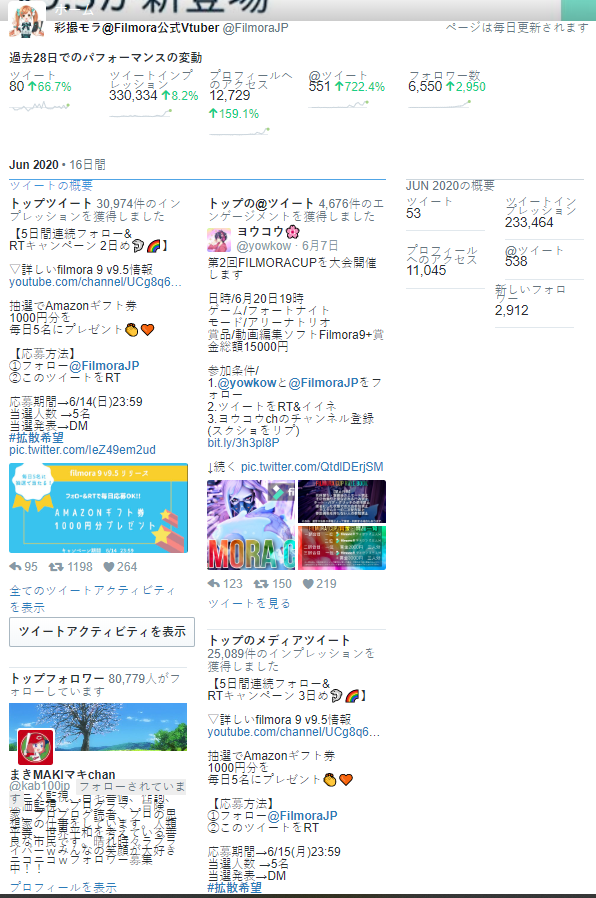 ホーム
彩撮モラ@Filmora公式Vtuber @FilmoraJP
ページは毎日更新されます
過去28日でのパフォーマンスの変動
ツイート
80 ↑66.7%
ツイートインプ
レッション
330,334 ↑8.2%
プロフィールへ
のアクセス
12,729
↑159.1%
@ツイート
551 ↑722.4%
フォロワー数
6,550 ↑2,950
Jun 2020 • 16日間
ツイートの概要
トップツイート 30,974件のイン
プレッションを獲得しました
【5日間連続フォロー&
RTキャンペーン 2日め】
▽詳しいfilmora 9 v9.5情報
youtube.com/channel/UCg8q6…
抽選でAmazonギフト券
1000円分を
毎日5名にプレゼント
【応募方法】
①フォロー@FilmoraJP
②このツイートをRT
応募期間→6/14(日)23:59
当選人数 →5名
当選発表→DM
#拡散希望
pic.twitter.com/IeZ49em2ud
毎日5名に
抽選で当たる!
filmora 9 v9.5 リリース
フォロー&RTで毎日応募OK!!
AMAZONギフト券
1000円分プレゼント
キャンペーン期間 6/14 23:59
95 1198 264
全てのツイートアクティビティ
を表示
ツイートアクティビティを表示
トップフォロワー 80,779人がフ
ォローしています
まきMAKIマキchan
@kab100jp フォローされていま
す
プロフィールを表示
トップの@ツイート 4,676件のエ
ンゲージメントを獲得しました
ヨウコウ
@yowkow · 6月7日
第2回FILMORACUPを大会開催
します
日時/6月20日19時
ゲーム/フォートナイト
モード/アリーナトリオ
賞品/動画編集ソフトFilmora9+賞
金総額15000円
参加条件/
1.@yowkowと@FilmoraJPをフ
ォロー
2.ツイートをRT&イイネ
3.ヨウコウchのチャンネル登録
(スクショをリプ)
bit.ly/3h3pl8P
↓続く pic.twitter.com/QtdlDErjSM
123 150 219
ツイートを見る
トップのメディアツイート
25,089件のインプレッションを
獲得しました
【5日間連続フォロー&
RTキャンペーン 3日め】
▽詳しいfilmora 9 v9.5情報
youtube.com/channel/UCg8q6…
抽選でAmazonギフト券
1000円分を
毎日5名にプレゼント
【応募方法】
①フォロー@FilmoraJP
②このツイートをRT
応募期間→6/15(月)23:59
当選人数 →5名
当選発表→DM
#拡散希望
JUN 2020の概要
ツイート
53
ツイートイン
プレッション
233,464
プロフィール
へのアクセス
11,045
@ツイート
538
新しいフォロ
ワー
2,912